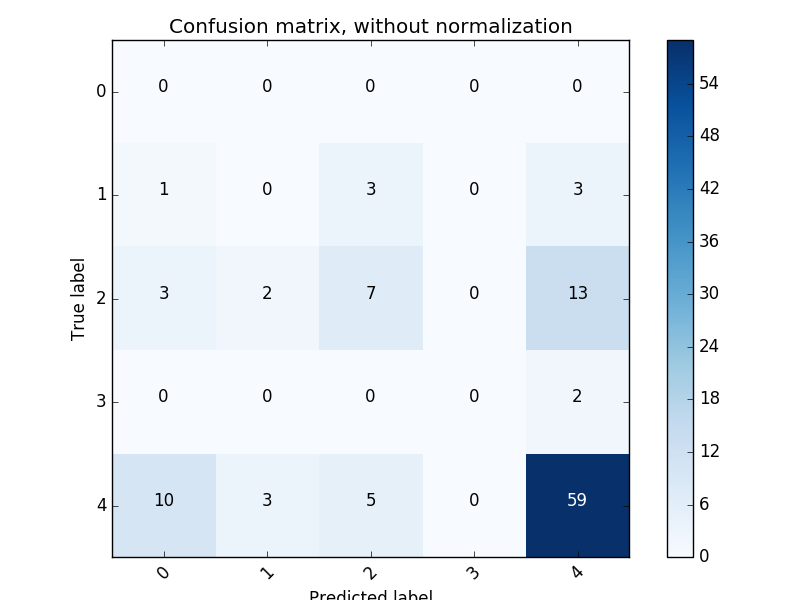 Confusion matrix, without normalization
0 0 0 0 0 0
1 1 0 3 0 3
2 3 2 7 0 13
3 0 0 0 0 2
4 10 3 5 0 59
True label
0 1 2 3 4
Predicted label
54
48
42
36
30
24
18
12
6
0